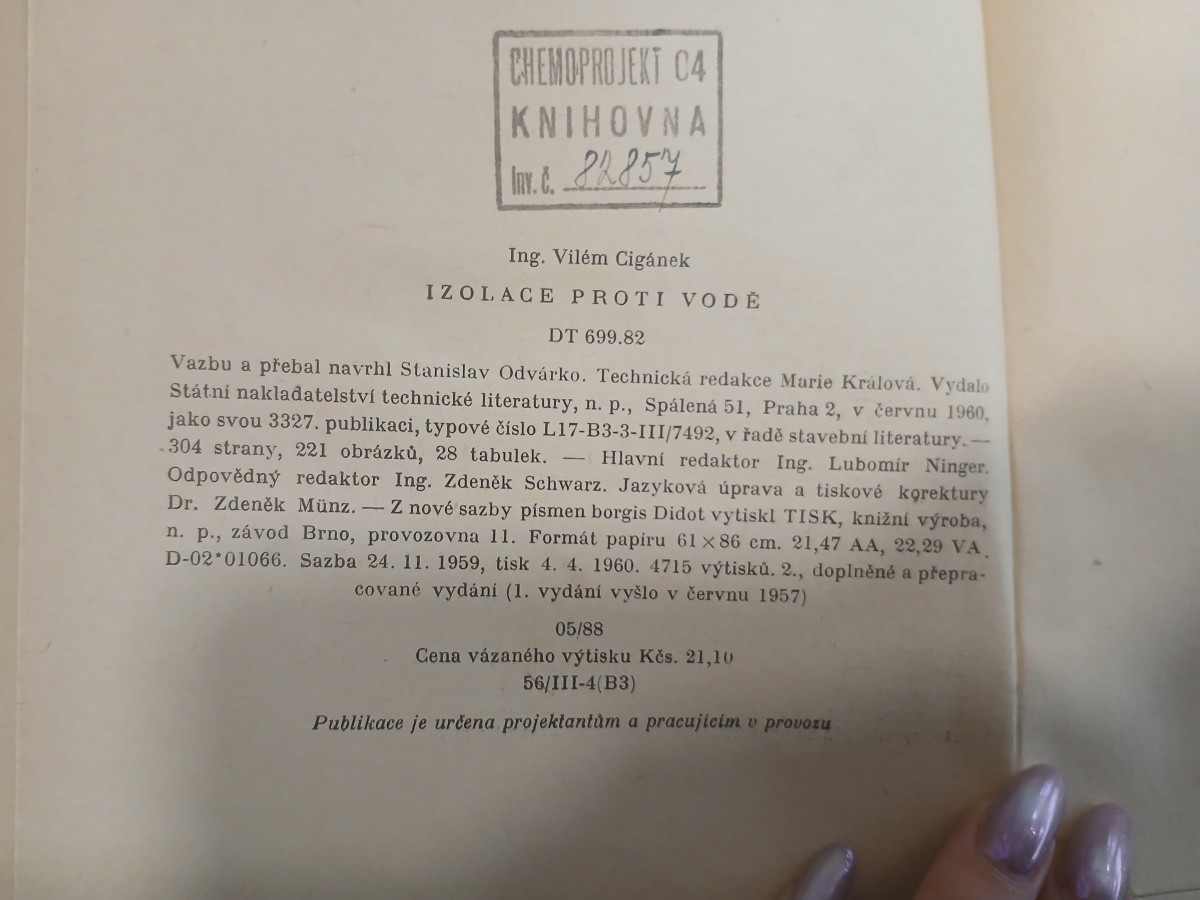 CHEMOPROJEKT C4
KNIHOVNA
Inv. č. 82857
Ing. Vilém Cigánek
IZOLACE PROTI VODĚ
DT 699.82
Vazbu a přebal navrhl Stanislav Odvárko. Technická redakce Marie Králová. Vydalo
Státní nakladatelství technické literatury, n. p., Spálená 51, Praha 2, v červnu 1960,
jako svou 3327. publikaci, typové číslo L17-B3-3-III/7492, v řadě stavební literatury. —
304 strany, 221 obrázků, 28 tabulek. — Hlavní redaktor Ing. Lubomír Ninger.
Odpovědný redaktor Ing. Zdeněk Schwarz. Jazyková úprava a tiskové korektury
Dr. Zdeněk Münz. — Z nové sazby písmen borgis Didot vytiskl TISK, knižní výroba,
n. p., závod Brno, provozovna 11. Formát papíru 61×86 cm. 21,47 AA, 22,29 VA.
D-02*01066. Sazba 24. 11. 1959, tisk 4. 4. 1960. 4715 výtisků. 2., doplněné a přepra-
cované vydání (1. vydání vyšlo v červnu 1957)
05/88
Cena vázaného výtisku Kčs. 21,10
56/III-4(B3)
Publikace je určena projektantům a pracujícím v provozu